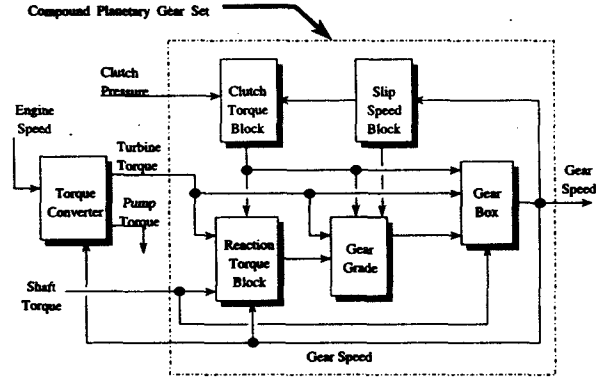 Compound Planetary Gear Set
Clutch
Pressure
Clutch
Torque
Block
Slip
Speed
Block
Engine
Speed
Turbine
Torque
Torque
Converter
Pump
Torque
Gear
Box
Gear
Speed
Reaction
Torque
Block
Gear
Grade
Shaft
Torque
Gear Speed